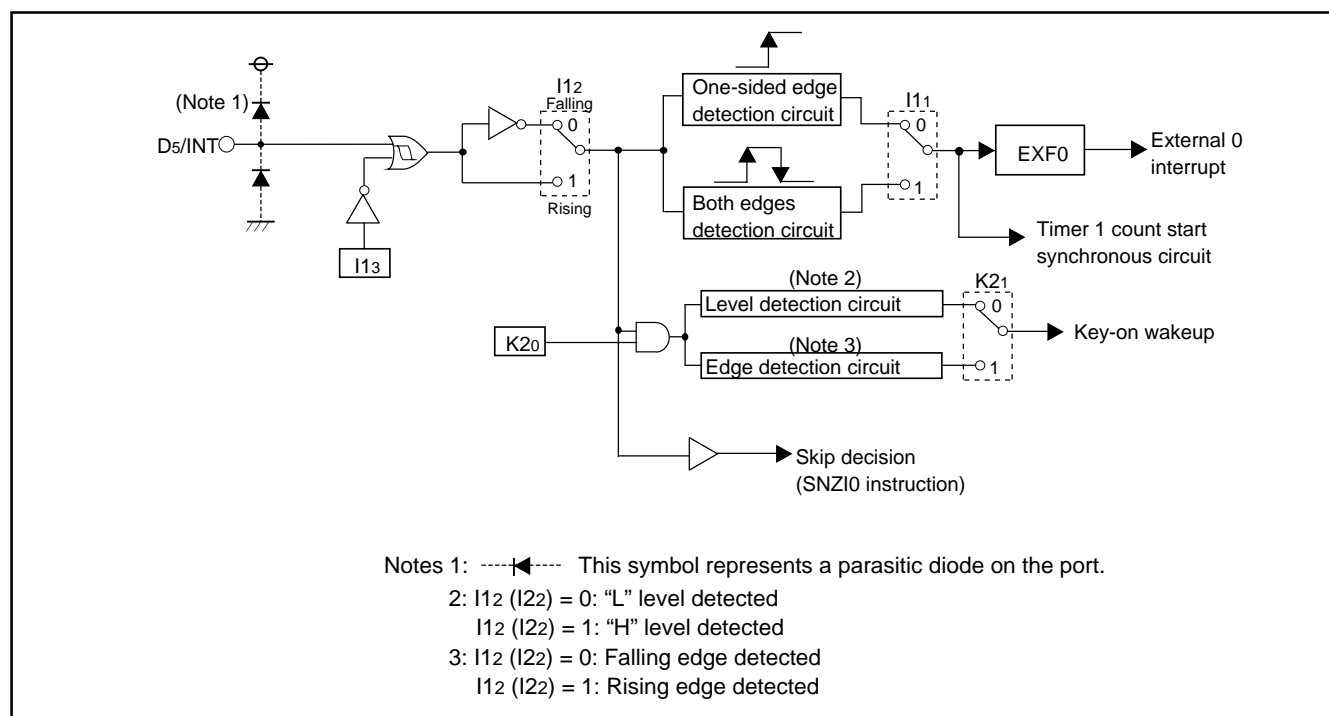 (Note 1)
D5/INT
I13
I12
Falling
0
1
Rising
One-sided edge
detection circuit
Both edges
detection circuit
I11
0
1
EXF0
External 0
interrupt
Timer 1 count start
synchronous circuit
K20
(Note 2)
Level detection circuit
(Note 3)
Edge detection circuit
K21
0
1
Key-on wakeup
Skip decision
(SNZI0 instruction)
Notes 1: This symbol represents a parasitic diode on the port.
2: I12 (I22) = 0: “L” level detected
I12 (I22) = 1: “H” level detected
3: I12 (I22) = 0: Falling edge detected
I12 (I22) = 1: Rising edge detected